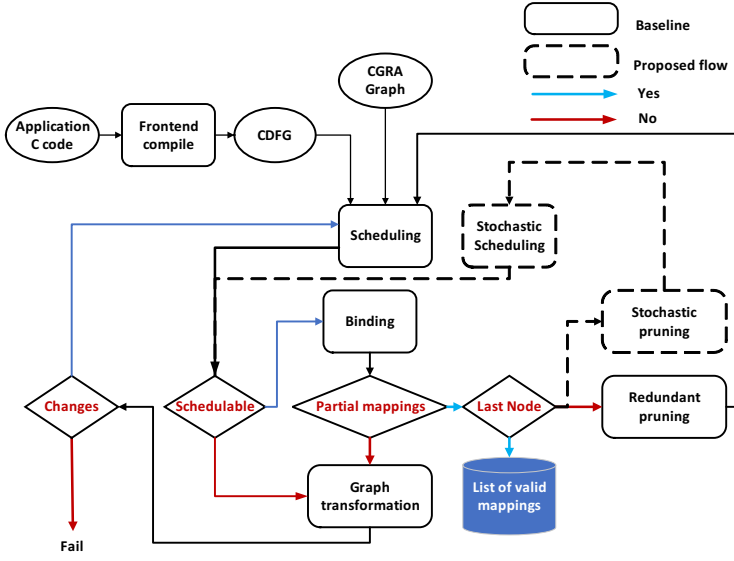 Baseline
Proposed flow
Yes
No
CGRA
Graph
Application
C code
Frontend
compile
CDFG
Scheduling
Stochastic
Scheduling
Binding
Stochastic
pruning
Changes
Schedulable
Partial mappings
Last Node
Redundant
pruning
Graph
transformation
List of valid
mappings
Fail